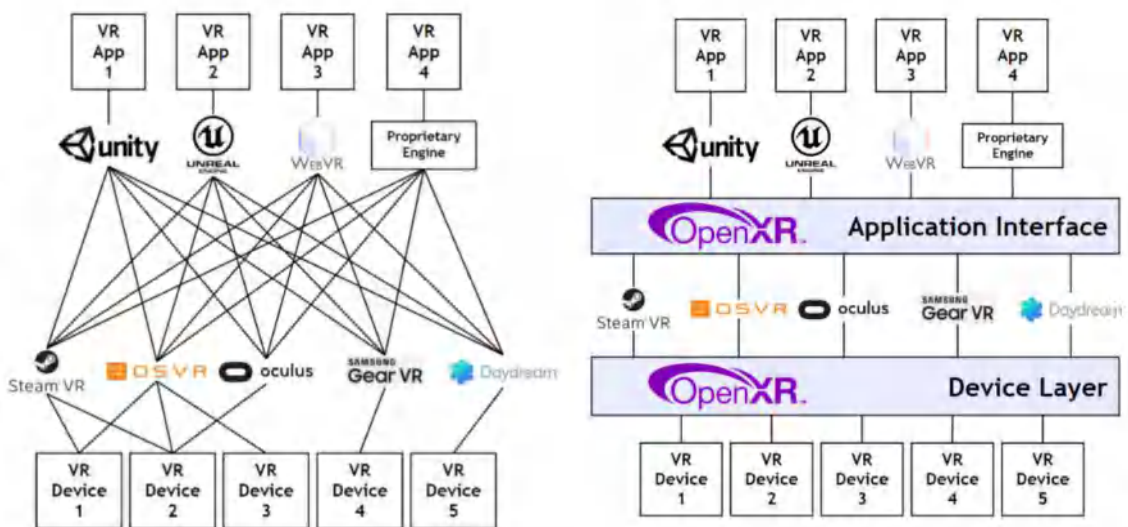 VR
App
1
VR
App
2
VR
App
3
VR
App
4
unity
UNREAL
ENGINE
WEBVR
Proprietary
Engine
Steam VR
OSVR
oculus
SAMSUNG
Gear VR
Daydream
VR
Device
1
VR
Device
2
VR
Device
3
VR
Device
4
VR
Device
5
VR
App
1
VR
App
2
VR
App
3
VR
App
4
unity
UNREAL
ENGINE
WEBVR
Proprietary
Engine
OpenXR™ Application Interface
Steam VR
OSVR
oculus
SAMSUNG
Gear VR
Daydream
OpenXR™ Device Layer
VR
Device
1
VR
Device
2
VR
Device
3
VR
Device
4
VR
Device
5